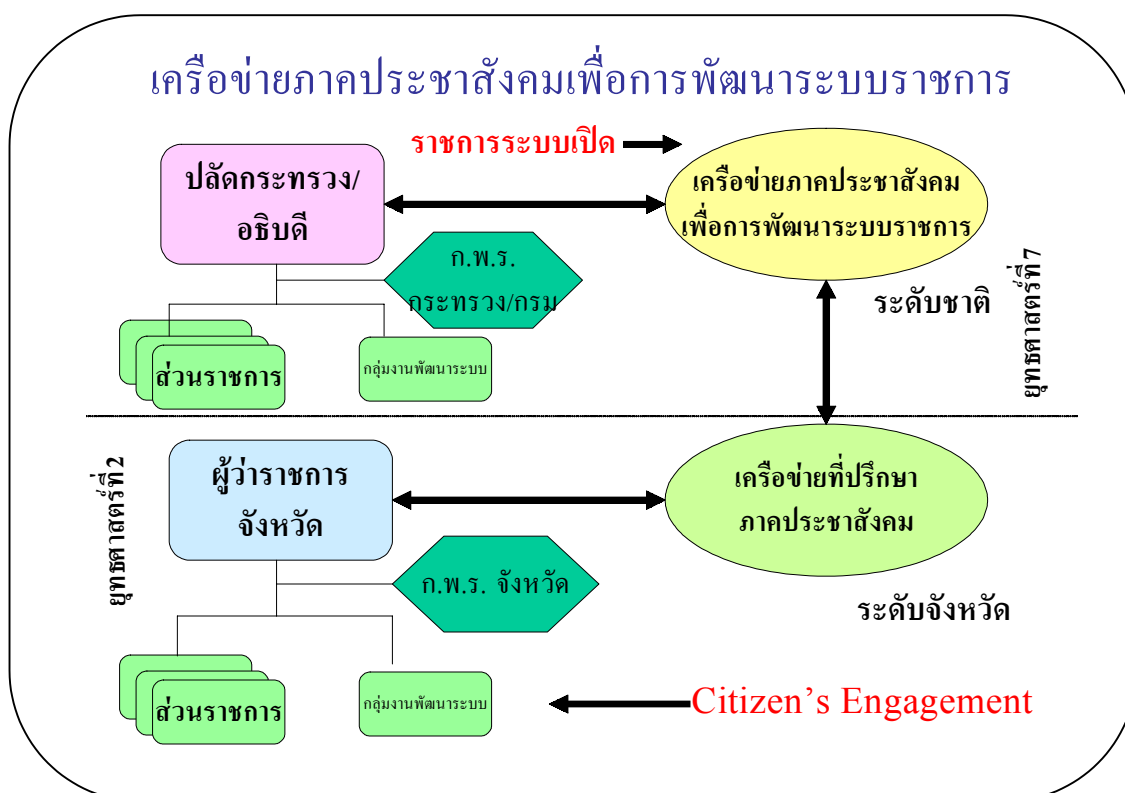 เครือข่ายภาคประชาสังคมเพื่อการพัฒนาระบบราชการ
ราชการระบบเปิด
ปลัดกระทรวง/
อธิบดี
เครือข่ายภาคประชาสังคม
เพื่อการพัฒนาระบบราชการ
ก.พ.ร.
กระทรวง/กรม
ระดับชาติ
ยุทธศาสตร์ที่7
ส่วนราชการ
กลุ่มงานพัฒนาระบบ
ยุทธศาสตร์ที่2
ผู้ว่าราชการ
จังหวัด
เครือข่ายที่ปรึกษา
ภาคประชาสังคม
ก.พ.ร. จังหวัด
ระดับจังหวัด
ส่วนราชการ
กลุ่มงานพัฒนาระบบ
Citizen’s Engagement